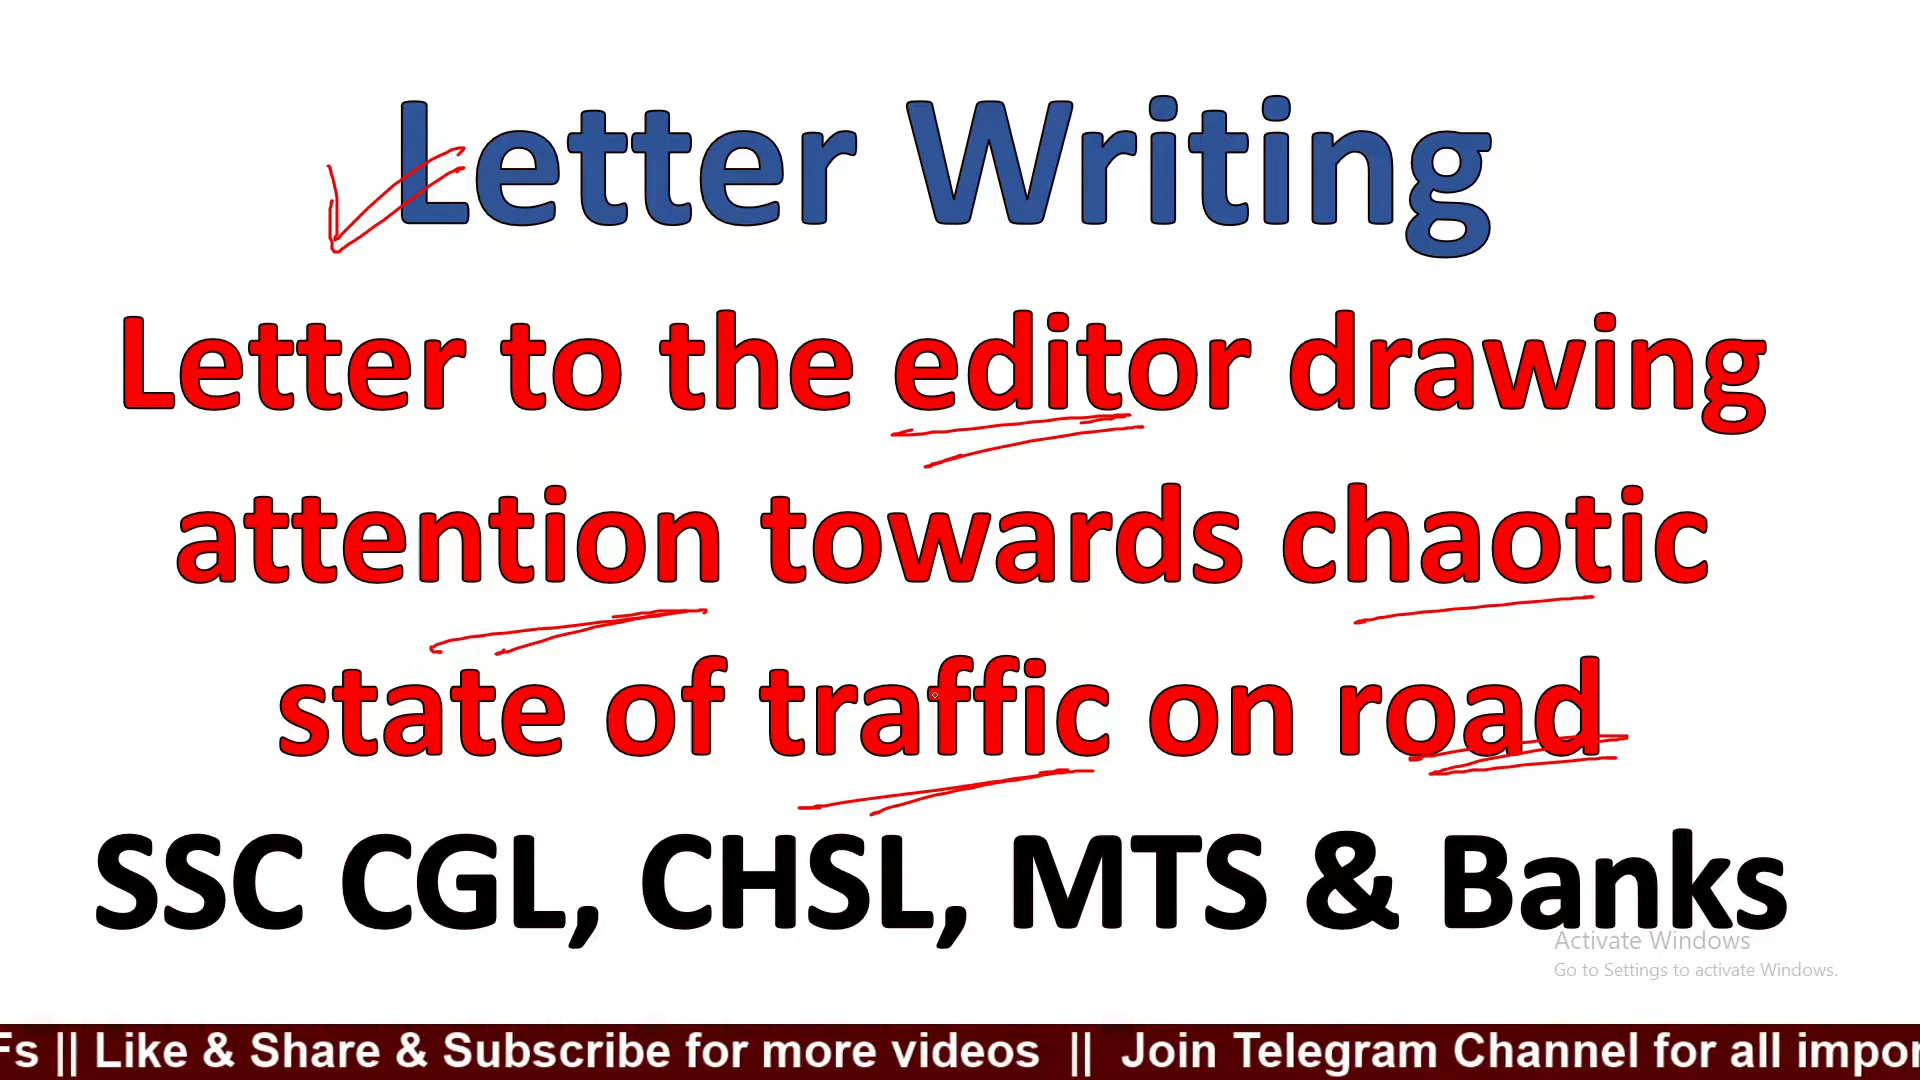 Letter Writing
Letter to the editor drawing
attention towards chaotic
state of traffic on road
SSC CGL, CHSL, MTS & Banks
Activate Windows
Go to Settings to activate Windows.
Fs || Like & Share & Subscribe for more videos || Join Telegram Channel for all impor